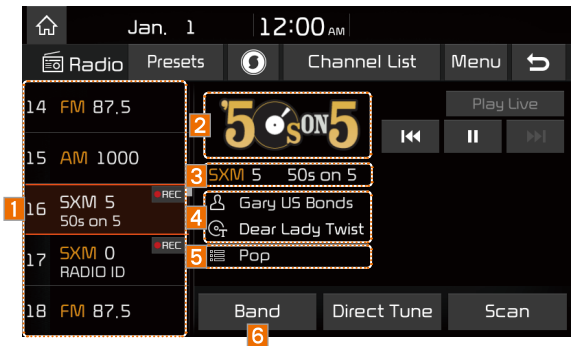 Jan. 1 12:00 AM
Radio Presets Channel List Menu
14 FM 87.5
15 AM 1000
1 16 SXM 5 REC
50s on 5
17 SXM 0 REC
RADIO ID
18 FM 87.5
2 '50s ON 5
Play Live
3 SXM 5 50s on 5
4 Gary US Bonds
Dear Lady Twist
5 Pop
Band Direct Tune Scan
6